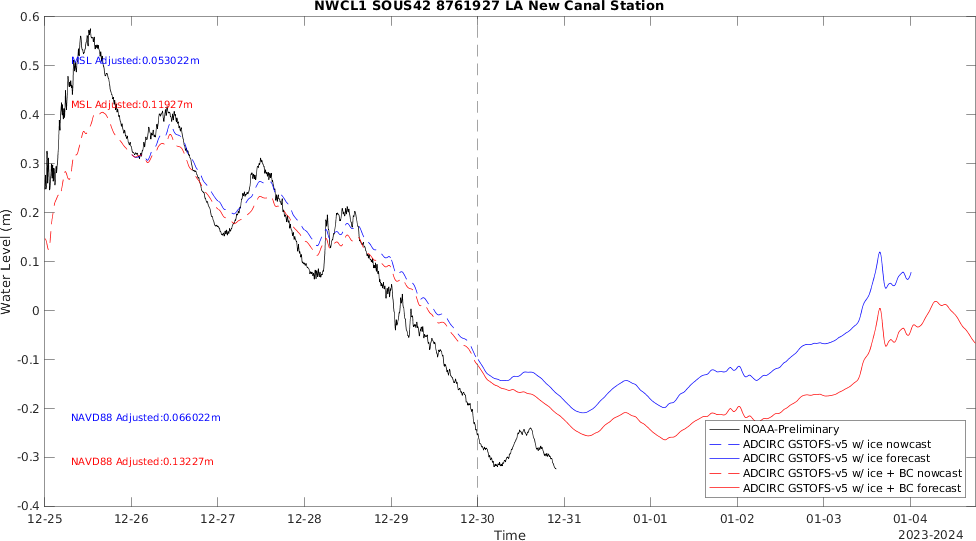 NWCL1 SOUS42 8761927 LA New Canal Station
Water Level (m)
0.6
0.5
0.4
0.3
0.2
0.1
0
-0.1
-0.2
-0.3
-0.4
MSL Adjusted:0.053022m
MSL Adjusted:0.11927m
NAVD88 Adjusted:0.066022m
NAVD88 Adjusted:0.13227m
NOAA-Preliminary
ADCIRC GSTOFS-v5 w/ ice nowcast
ADCIRC GSTOFS-v5 w/ ice forecast
ADCIRC GSTOFS-v5 w/ ice + BC nowcast
ADCIRC GSTOFS-v5 w/ ice + BC forecast
12-25 12-26 12-27 12-28 12-29 12-30 12-31 01-01 01-02 01-03 01-04
Time
2023-2024